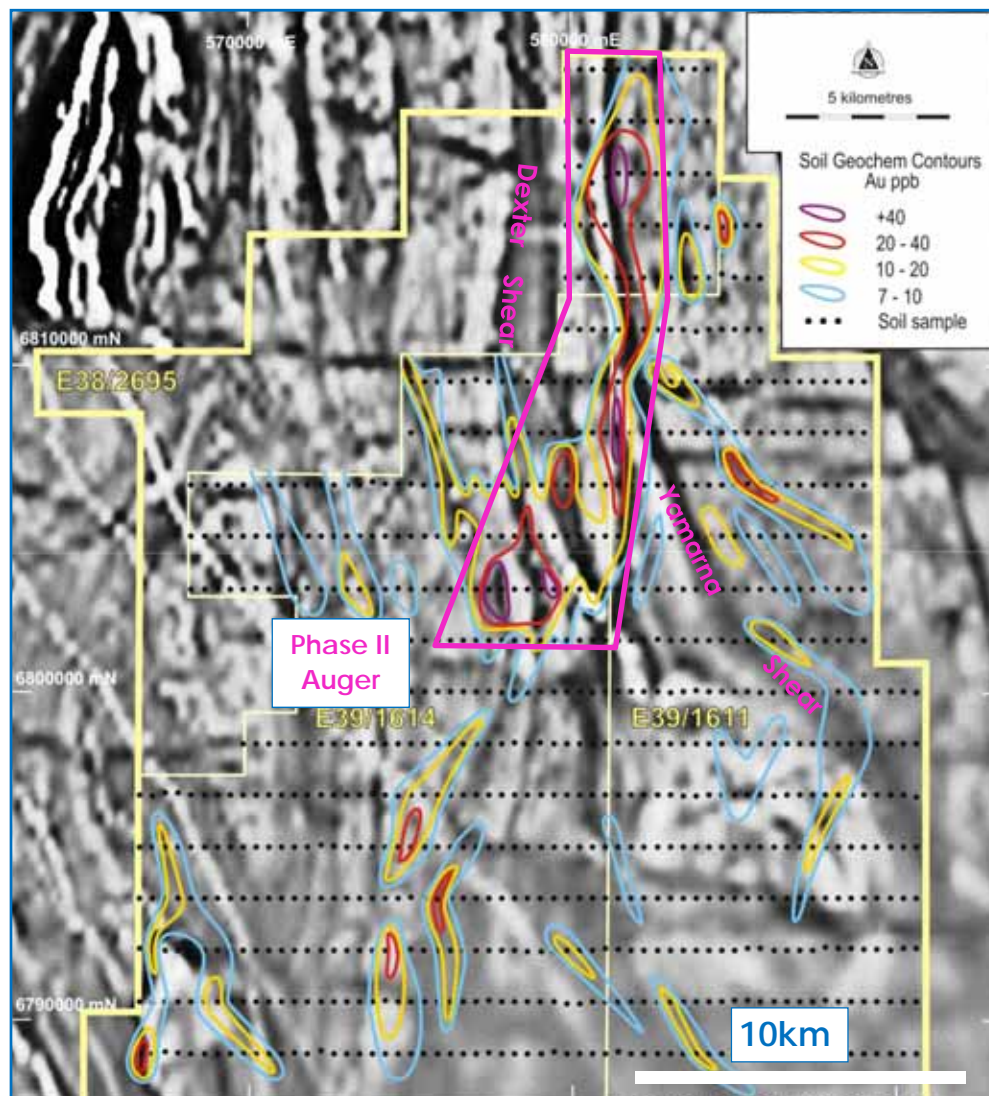 570000 mE
580000 mE
5 kilometres
Soil Geochem Contours
Au ppb
+40
20 - 40
10 - 20
7 - 10
Soil sample
Dexter Shear
6810000 mN
E38/2695
Yamarna
Shear
Phase II
Auger
6800000 mN
E39/1614
E39/1611
6790000 mN
10km